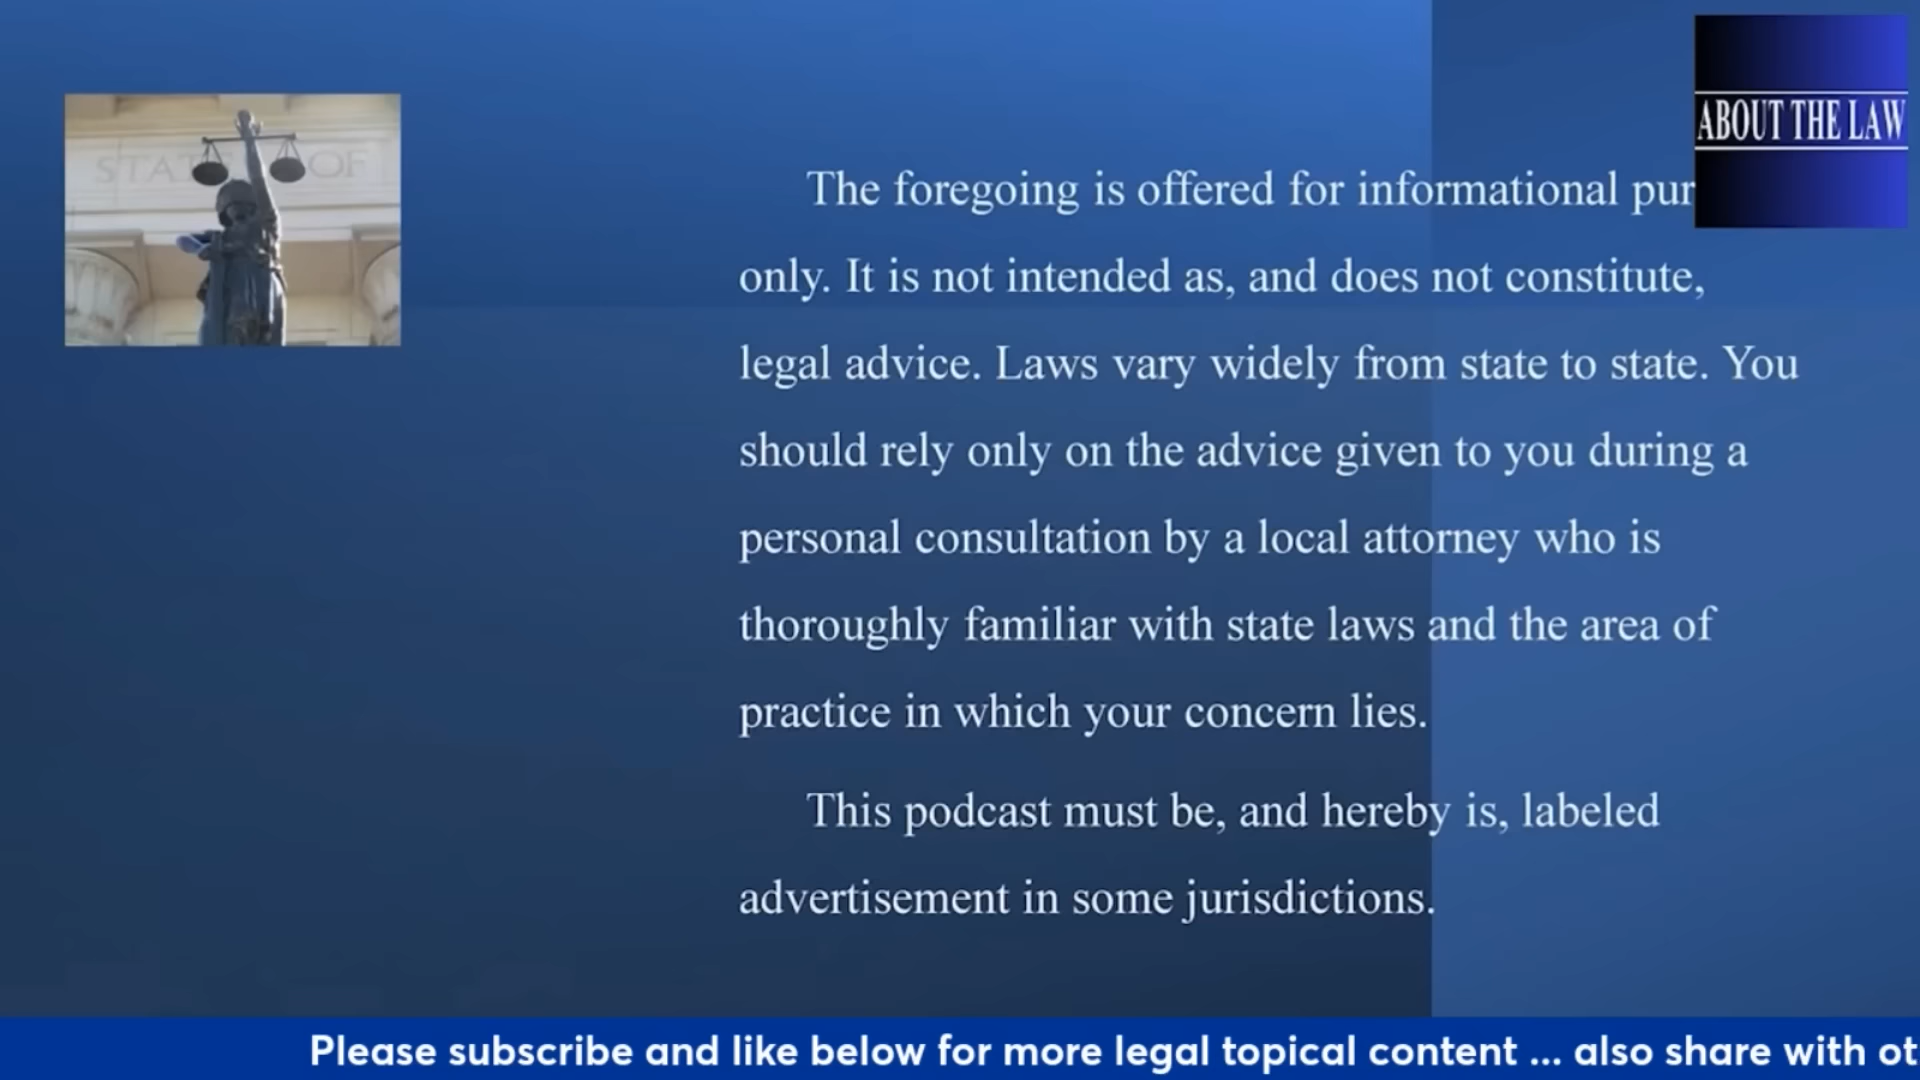 STATE OF
ABOUT THE LAW
The foregoing is offered for informational
only. It is not intended as, and does not constitute,
legal advice. Laws vary widely from state to state. You
should rely only on the advice given to you during a
personal consultation by a local attorney who is
thoroughly familiar with state laws and the area of
practice in which your concern lies.
This podcast must be, and hereby is, labeled
advertisement in some jurisdictions.
Please subscribe and like below for more legal topical content ... also share with